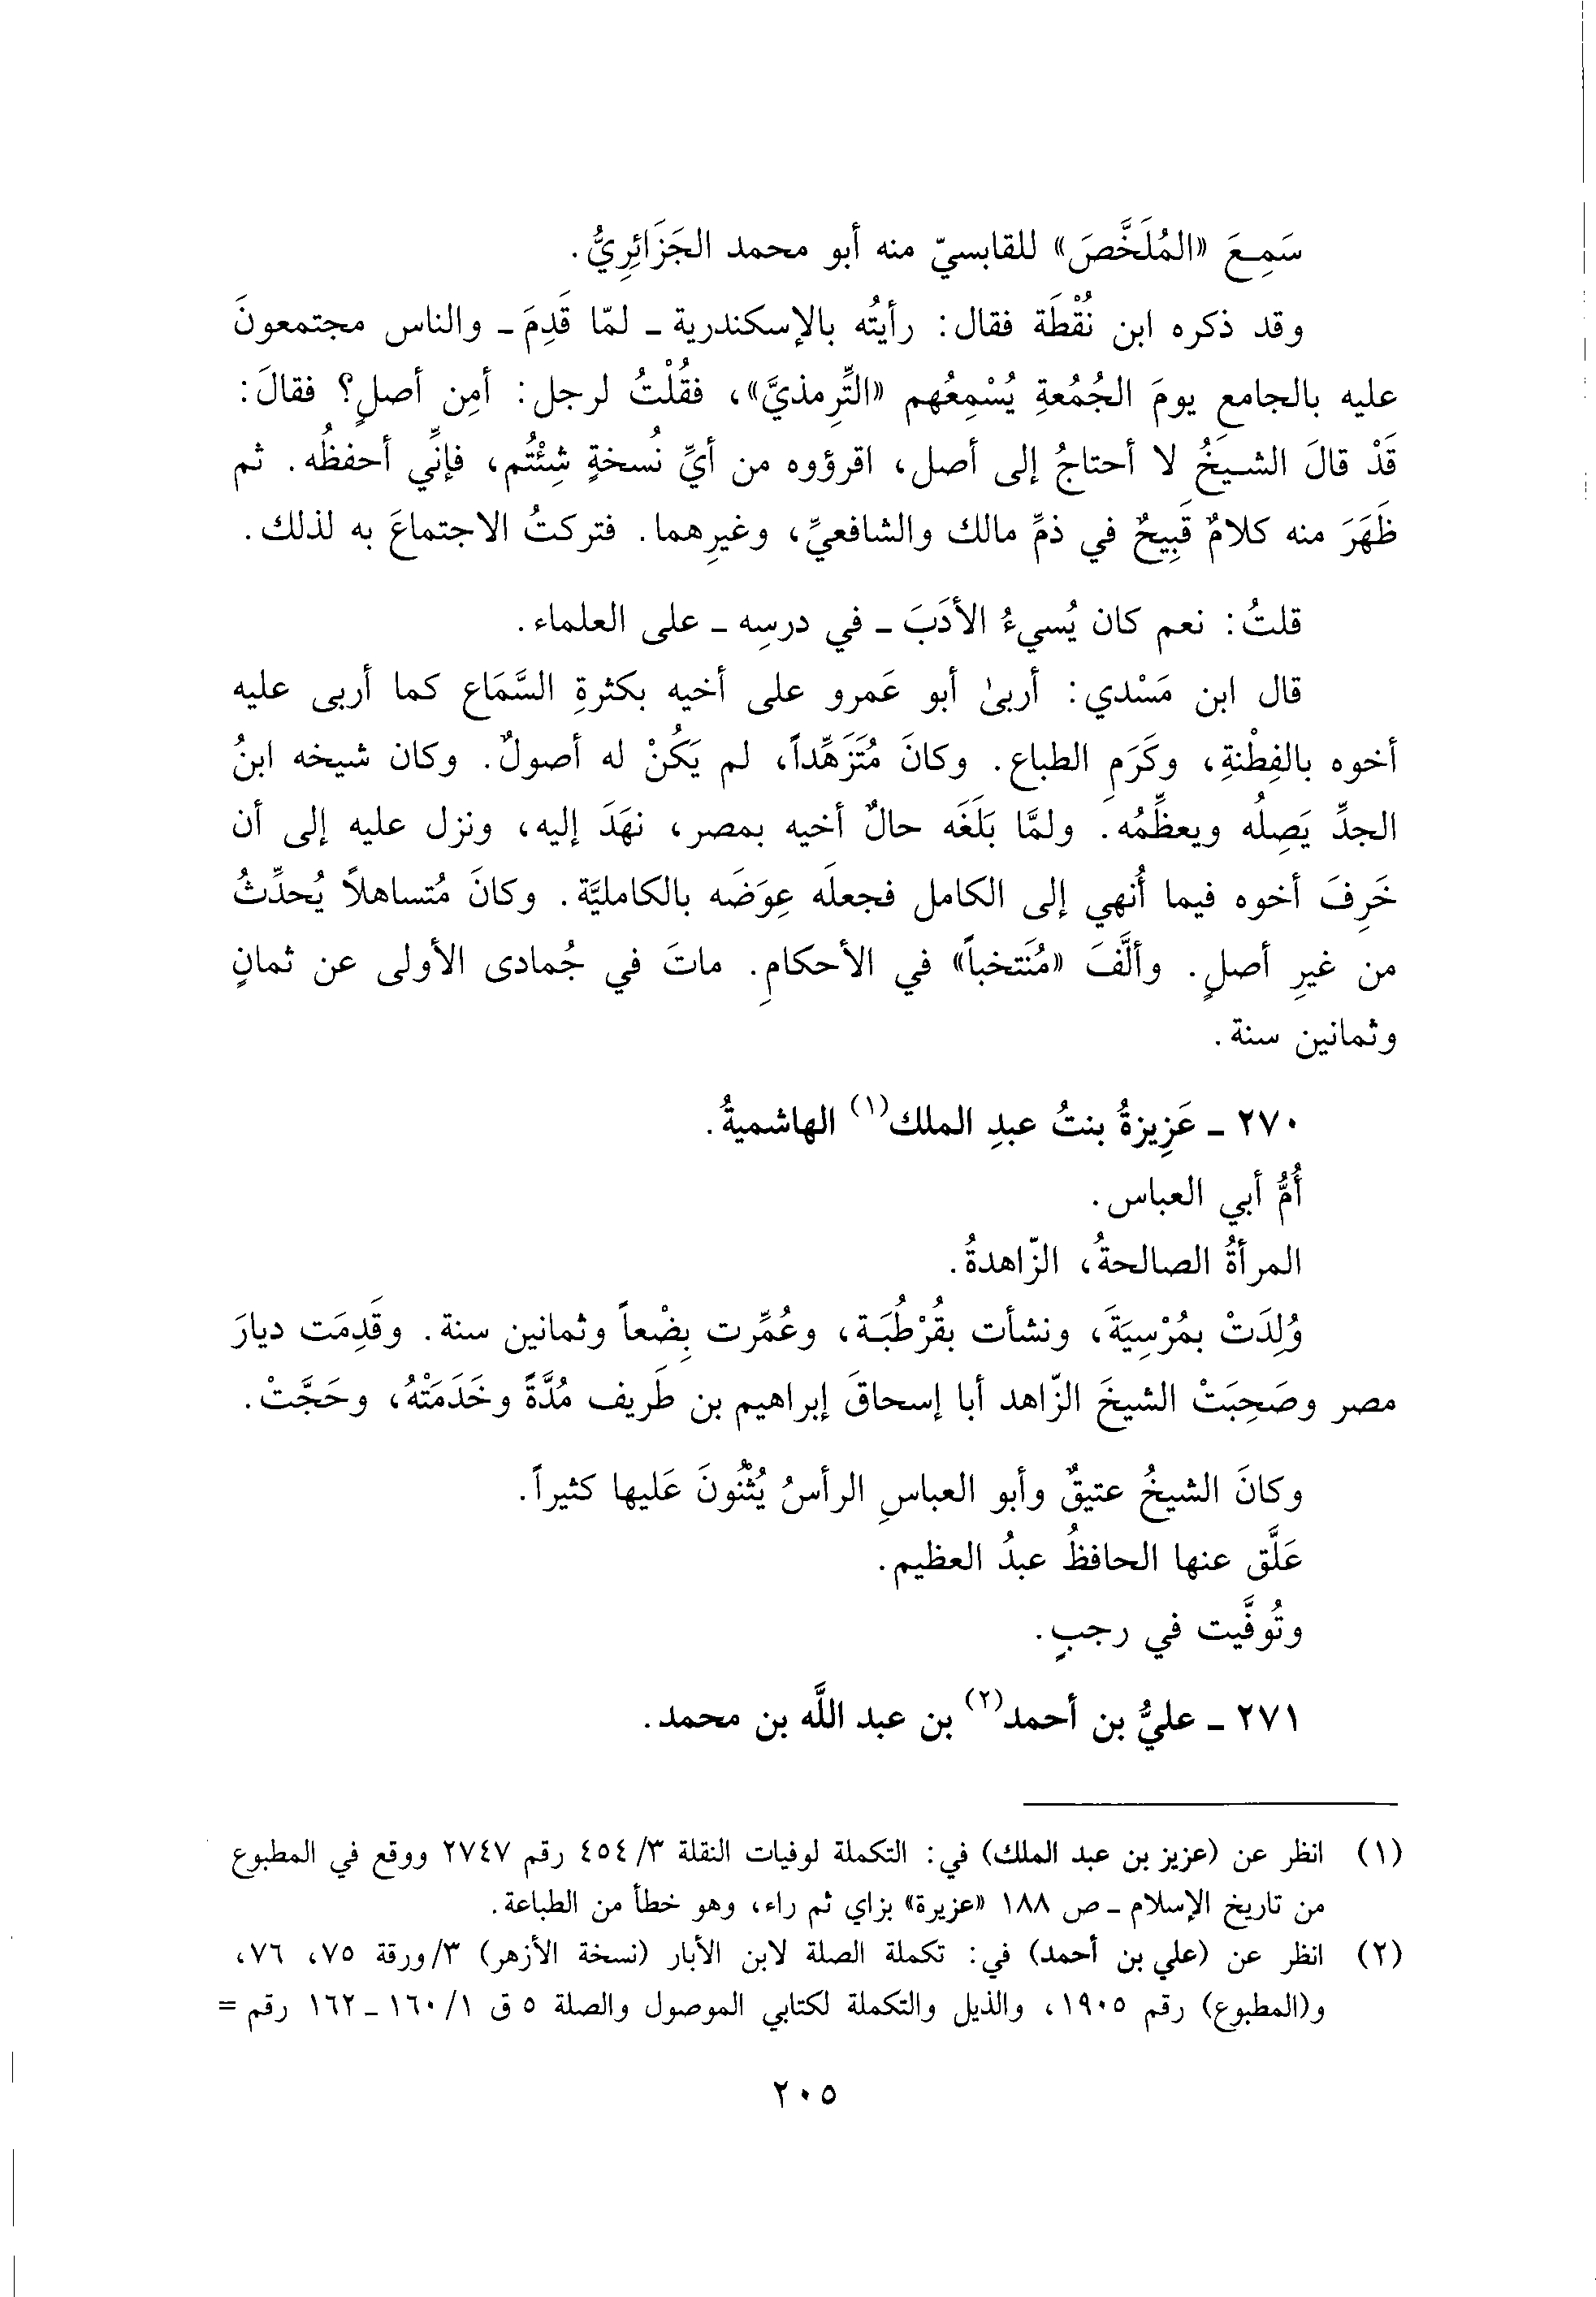 سَمِعَ «المُلَخَّصَ» للقابسيّ منه أبو محمد الجَزَائِرِيُّ.
وقد ذكره ابن نُقْطَة فقال: رأيتُه بالإسكندرية ـ لمّا قَدِمَ ـ والناس مجتمعونَ
عليه بالجامع يومَ الجُمُعةِ يُسْمِعُهم «التِّرمذيَّ»، فقُلْتُ لرجل: أمِن أصلٍ؟ فقالَ:
قَدْ قالَ الشيخُ لا أحتاجُ إلى أصل، اقرؤوه من أيِّ نُسخةٍ شِئْتُم، فإنِّي أحفظُه. ثم
ظَهَرَ منه كلامٌ قَبِيحٌ في ذمِّ مالك والشافعيِّ، وغيرِهما. فتركتُ الاجتماعَ به لذلك.
قلتُ: نعم كان يُسيءُ الأدَبَ ـ في درسِه ـ على العلماء.
قال ابن مَسْدي: أربىٰ أبو عَمرو على أخيه بكثرةِ السَّمَاع كما أربى عليه
أخوه بالفِطْنةِ، وكَرَمِ الطباع. وكانَ مُتَزَهِّداً، لم يَكُنْ له أصولٌ. وكان شيخه ابنُ
الجدِّ يَصِلُه ويعظِّمُه. ولمَّا بَلَغَه حالٌ أخيه بمصر، نهَدَ إليه، ونزل عليه إلى أن
خَرِفَ أخوه فيما أُنهي إلى الكامل فجعلَه عِوَضَه بالكامليَّة. وكانَ مُتساهلاً يُحدِّثُ
من غيرِ أصلٍ. وألَّفَ «مُنَتخباً» في الأحكامِ. ماتَ في جُمادى الأولى عن ثمانٍ
وثمانين سنة.
٢٧٠ ـ عَزِيزةُ بنتُ عبدِ الملك(١) الهاشميةُ.
أُمُّ أبي العباس.
المرأةُ الصالحةُ، الزّاهدةُ.
وُلِدَتْ بمُرْسِيَةَ، ونشأت بقُرْطُبَة، وعُمِّرت بِضْعاً وثمانين سنة. وقَدِمَت ديارَ
مصر وصَحِبَتْ الشيخَ الزّاهد أبا إسحاقَ إبراهيم بن طَريف مُدَّةً وخَدَمَتْهُ، وحَجَّتْ.
وكانَ الشيخُ عتيقٌ وأبو العباسِ الرأسُ يُثْنُونَ عَليها كثيراً.
عَلَّق عنها الحافظُ عبدُ العظيم.
وتُوفَّيت في رجبٍ.
٢٧١ ـ عليُّ بن أحمد(٢) بن عبد اللَّه بن محمد.
(١) انظر عن (عزيز بن عبد الملك) في: التكملة لوفيات النقلة ٣/ ٤٥٤ رقم ٢٧٤٧ ووقع في المطبوع
من تاريخ الإسلام ـ ص ١٨٨ «عزيرة» بزاي ثم راء، وهو خطأ من الطباعة.
(٢) انظر عن (علي بن أحمد) في: تكملة الصلة لابن الأبار (نسخة الأزهر) ٣/ورقة ٧٥، ٧٦،
و(المطبوع) رقم ١٩٠٥، والذيل والتكملة لكتابي الموصول والصلة ٥ ق ١/ ١٦٠ ـ ١٦٢ رقم =
٢٠٥